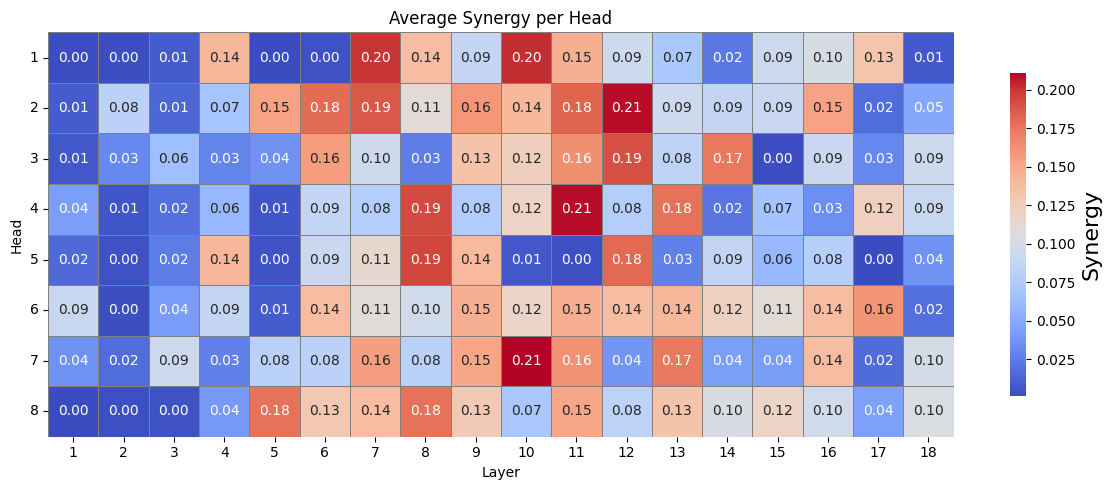 Average Synergy per Head
1 0.00 0.00 0.01 0.14 0.00 0.00 0.20 0.14 0.09 0.20 0.15 0.09 0.07 0.02 0.09 0.10 0.13 0.01
2 0.01 0.08 0.01 0.07 0.15 0.18 0.19 0.11 0.16 0.14 0.18 0.21 0.09 0.09 0.09 0.15 0.02 0.05
3 0.01 0.03 0.06 0.03 0.04 0.16 0.10 0.03 0.13 0.12 0.16 0.19 0.08 0.17 0.00 0.09 0.03 0.09
4 0.04 0.01 0.02 0.06 0.01 0.09 0.08 0.19 0.08 0.12 0.21 0.08 0.18 0.02 0.07 0.03 0.12 0.09
5 0.02 0.00 0.02 0.14 0.00 0.09 0.11 0.19 0.14 0.01 0.00 0.18 0.03 0.09 0.06 0.08 0.00 0.04
6 0.09 0.00 0.04 0.09 0.01 0.14 0.11 0.10 0.15 0.12 0.15 0.14 0.14 0.12 0.11 0.14 0.16 0.02
7 0.04 0.02 0.09 0.03 0.08 0.08 0.16 0.08 0.15 0.21 0.16 0.04 0.17 0.04 0.04 0.14 0.02 0.10
8 0.00 0.00 0.00 0.04 0.18 0.13 0.14 0.18 0.13 0.07 0.15 0.08 0.13 0.10 0.12 0.10 0.04 0.10
1 2 3 4 5 6 7 8 9 10 11 12 13 14 15 16 17 18
Layer
Head
0.200
0.175
0.150
0.125
0.100
0.075
0.050
0.025
Synergy